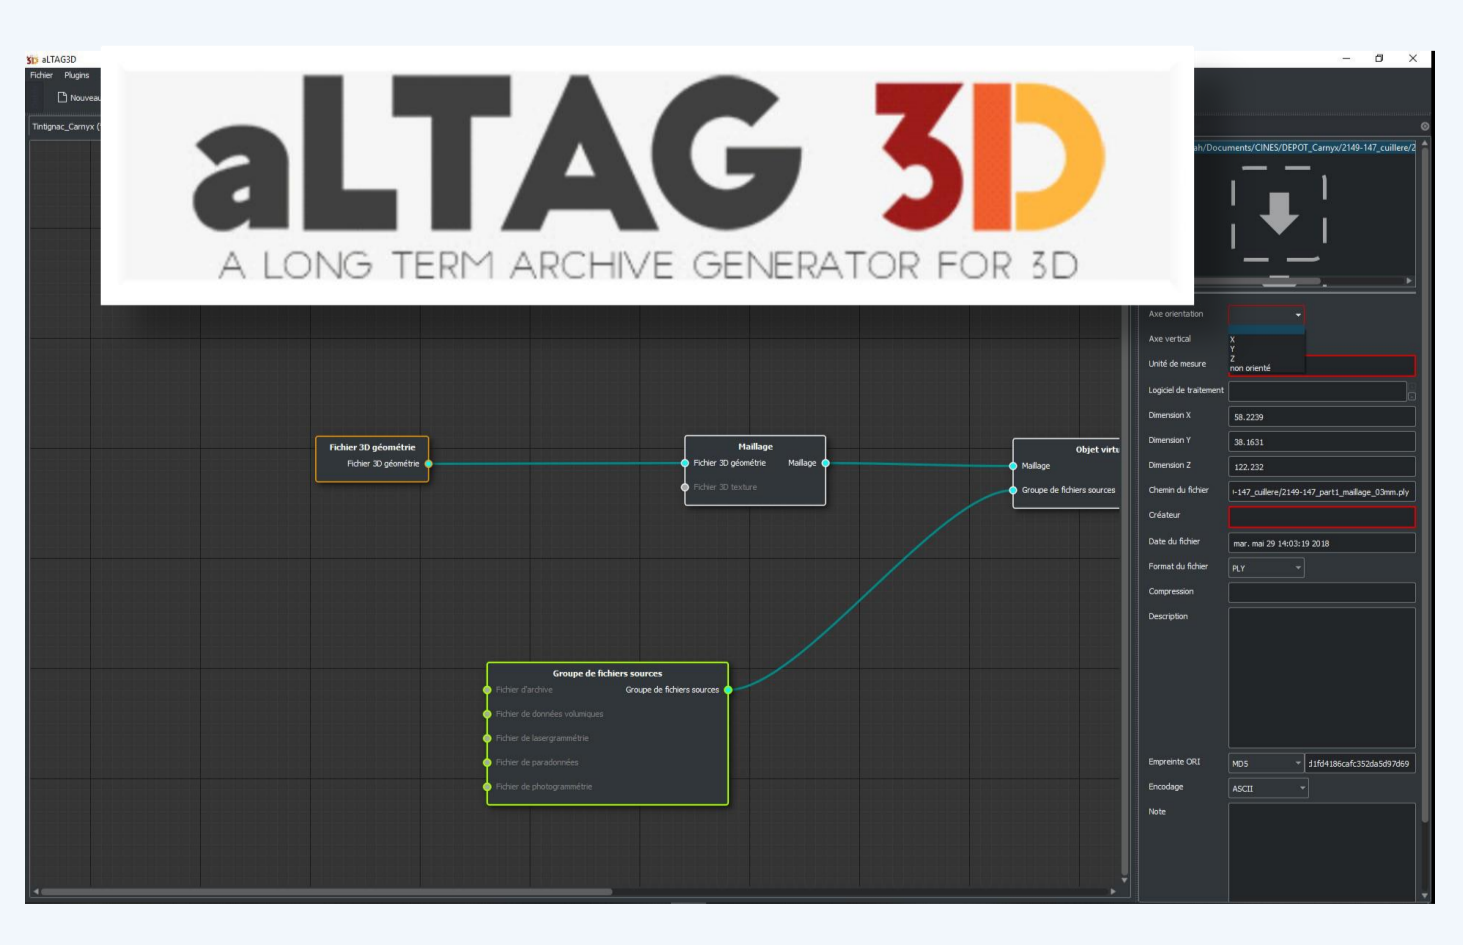 aLTAG3D
Fichier Plugins
Nouveau
Tintignac_Carnyx
aLTAG 3D
A LONG TERM ARCHIVE GENERATOR FOR 3D
ah/Documents/CINES/DEPOT_Carnyx/2149-147_cuillere/2
Axe orientation
Axe vertical
X
Y
Z
non orienté
Unité de mesure
Logiciel de traitement
Dimension X 58.2239
Dimension Y 38.1631
Dimension Z 122.232
Chemin du fichier -147_cuillere/2149-147_part1_maillage_03mm.ply
Créateur
Date du fichier mar. mai 29 14:03:19 2018
Format du fichier PLY
Compression
Description
Empreinte ORI MD5 d1fd4186cafc352da5d97d69
Encodage ASCII
Note
Fichier 3D géométrie
Fichier 3D géométrie
Maillage
Fichier 3D géométrie Maillage
Fichier 3D texture
Objet virtu
Maillage
Groupe de fichiers sources
Groupe de fichiers sources
Fichier d'archive Groupe de fichiers sources
Fichier de données volumiques
Fichier de lasergrammétrie
Fichier de paradonnées
Fichier de photogrammétrie